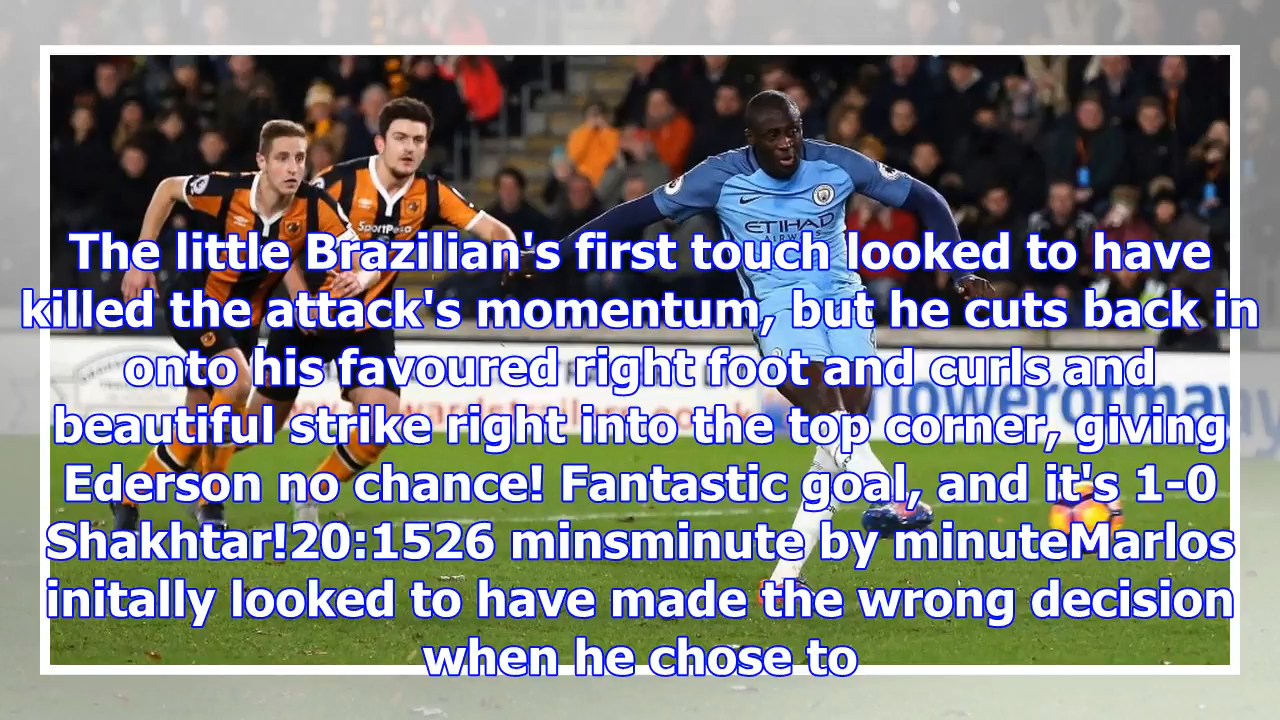 The little Brazilian's first touch looked to have
killed the attack's momentum, but he cuts back in
onto his favoured right foot and curls and
beautiful strike right into the top corner, giving
Ederson no chance! Fantastic goal, and it's 1-0
Shakhtar!20:1526 minsminute by minuteMarlos
initally looked to have made the wrong decision
when he chose to
SportPesa
ETIHAD
AIRWAYS